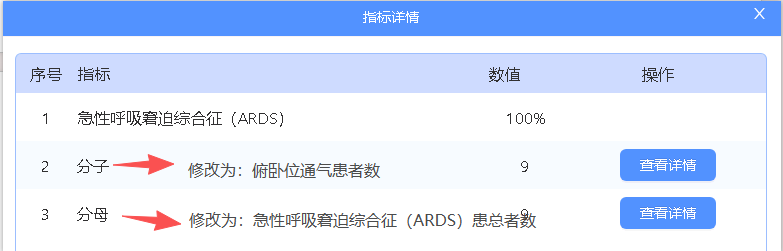 指标详情 X
序号 指标 数值 操作
1 急性呼吸窘迫综合征（ARDS） 100%
2 分子 修改为：俯卧位通气患者数 9 查看详情
3 分母 修改为：急性呼吸窘迫综合征（ARDS）患总者数 9 查看详情